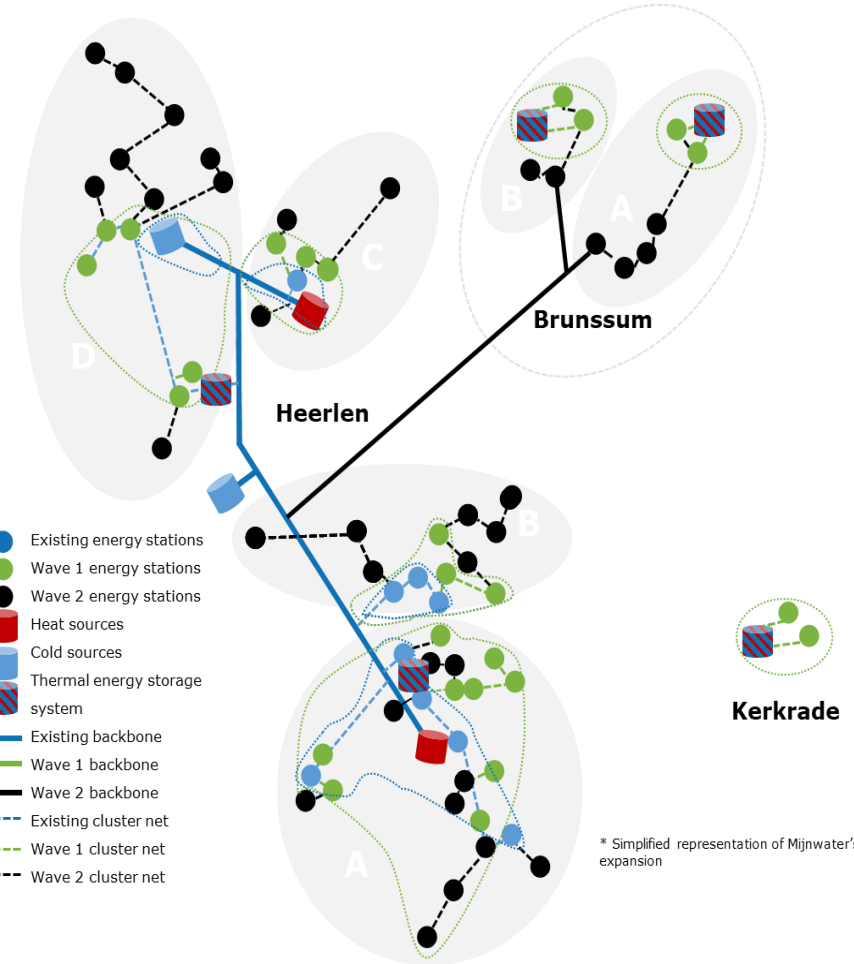 B
A
C
D
Brunssum
Heerlen
B
Existing energy stations
Wave 1 energy stations
Wave 2 energy stations
Heat sources
Cold sources
Thermal energy storage
system
Existing backbone
Wave 1 backbone
Wave 2 backbone
Existing cluster net
Wave 1 cluster net
Wave 2 cluster net
Kerkrade
A
* Simplified representation of Mijnwater's
expansion